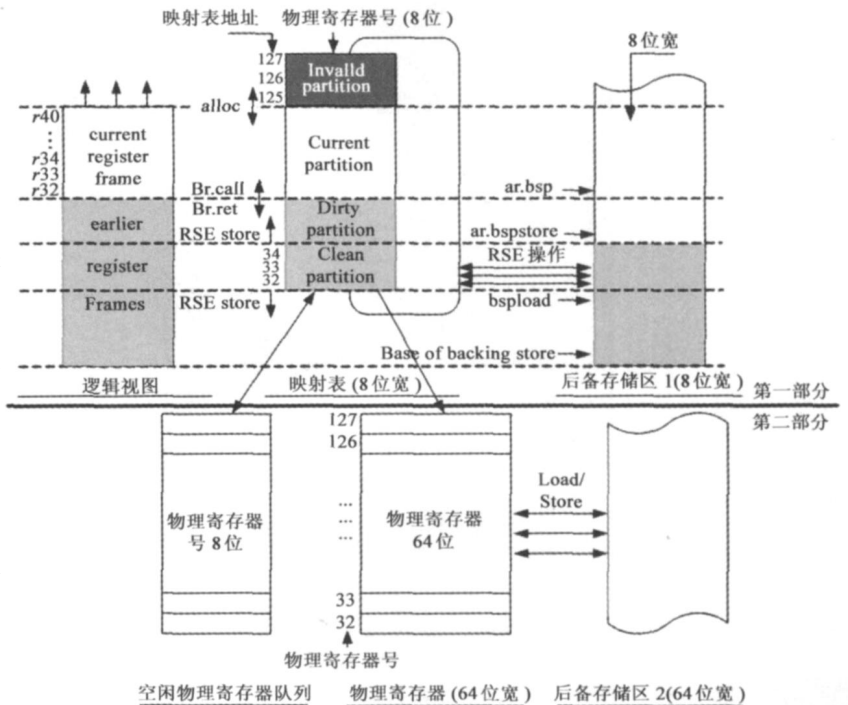 映射表地址 物理寄存器号 (8位)
127
126
125
Invalld
partition
8位宽
alloc
r40
⋮
r34
r33
r32
current
register
frame
Current
partition
Br.call
ar.bsp
Br.ret
earlier
Dirty
partition
RSE store
ar.bspstore
RSE 操作
register
34
33
32
Clean
partition
Frames
RSE store
bspload
Base of backing store
逻辑视图
映射表 (8位宽)
后备存储区 1(8位宽)
第一部分
第二部分
127
126
物理寄存器
号 8位
...
...
...
物理寄存器
64位
Load/
Store
33
32
物理寄存器号
空闲物理寄存器队列
物理寄存器 (64位宽)
后备存储区 2(64位宽)